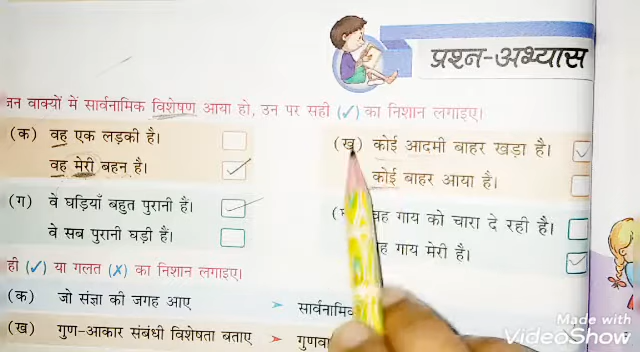 प्रश्न-अभ्यास
जिन वाक्यों में सार्वनामिक विशेषण आया हो, उन पर सही (✓) का निशान लगाइए।
(क) वह एक लड़की है।
वह मेरी बहन है। ✓
(ख) कोई आदमी बाहर खड़ा है। ✓
कोई बाहर आया है।
(ग) वे घड़ियाँ बहुत पुरानी हैं। ✓
वे सब पुरानी घड़ी हैं।
वह गाय को चारा दे रही है।
वह गाय मेरी है। ✓
ही (✓) या गलत (✗) का निशान लगाइए।
(क) जो संज्ञा की जगह आए ➤ सार्वनामिक
(ख) गुण-आकार संबंधी विशेषता बताए ➤
Made with
VideoShow